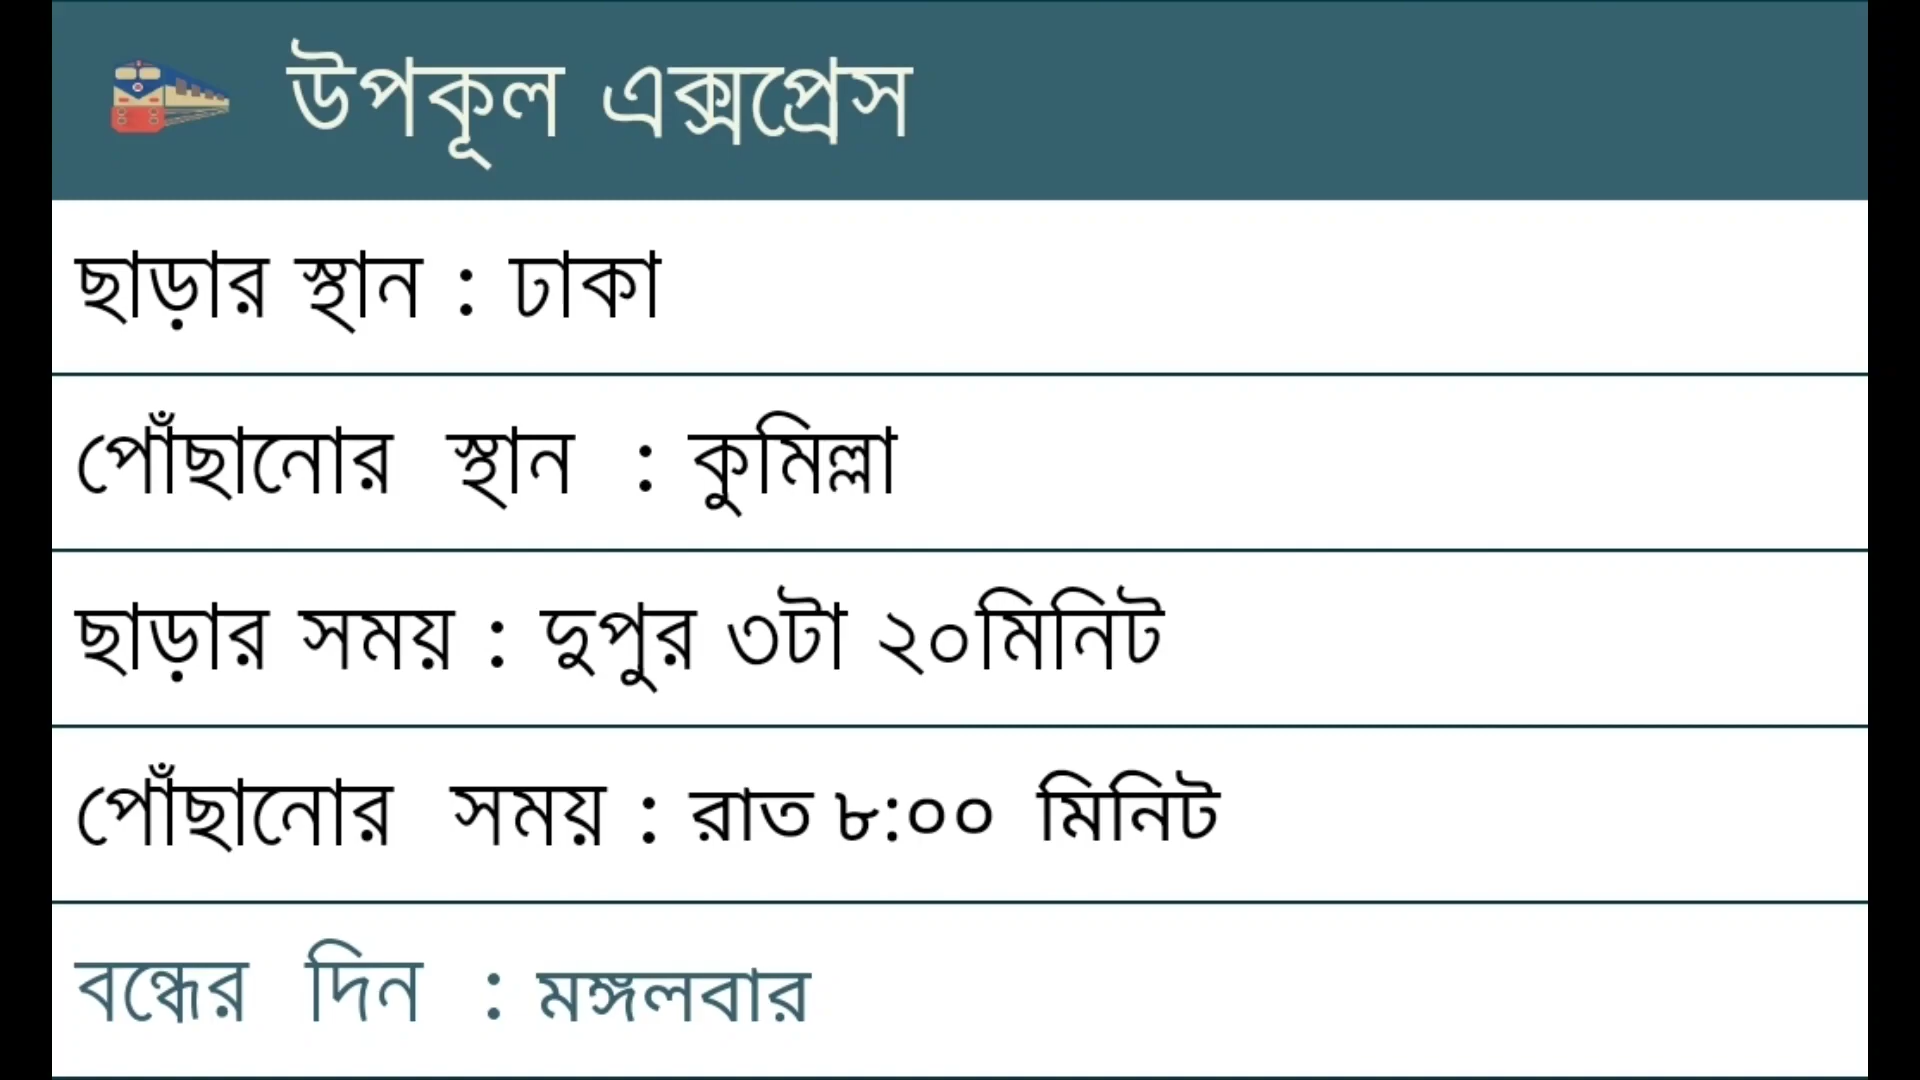 উপকূল এক্সপ্রেস
ছাড়ার স্থান : ঢাকা
পোঁছানোর স্থান : কুমিল্লা
ছাড়ার সময় : দুপুর ৩টা ২০মিনিট
পোঁছানোর সময় : রাত ৮:০০ মিনিট
বন্ধের দিন : মঙ্গলবার